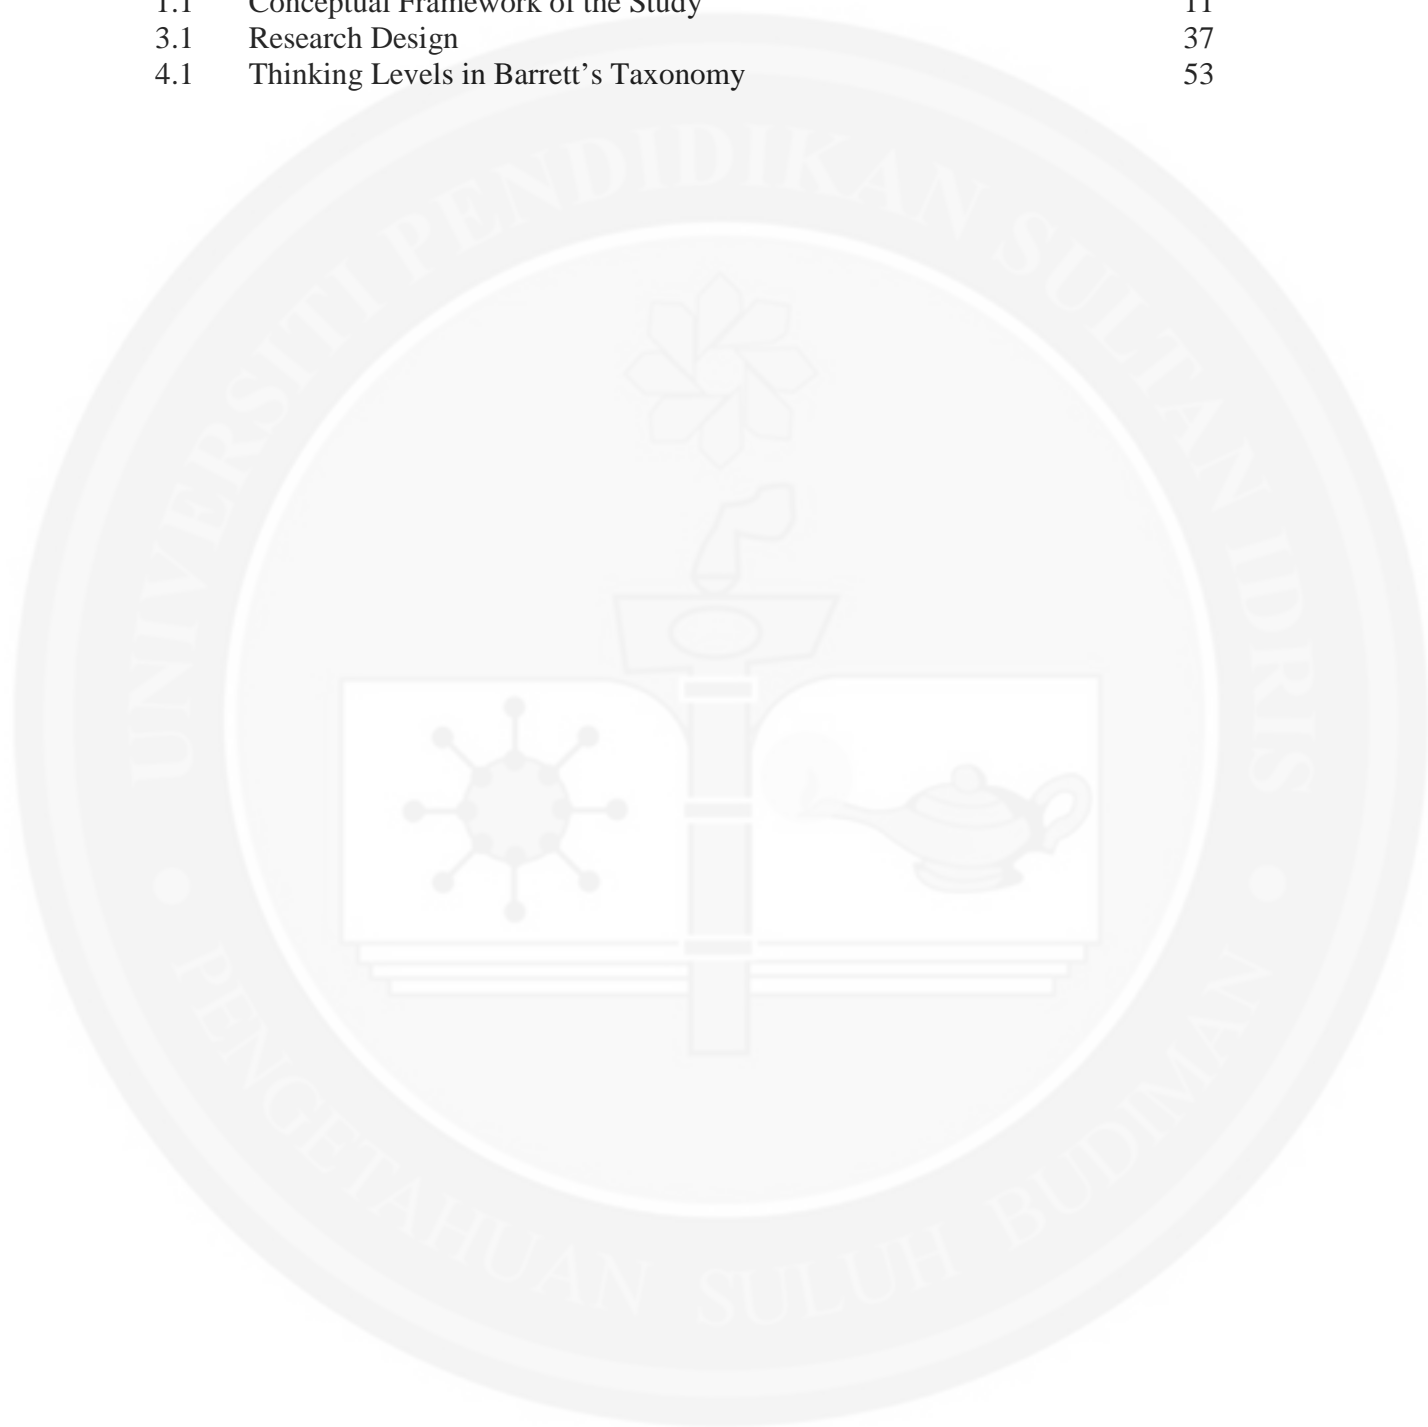 1.1 Conceptual Framework of the Study 11
3.1 Research Design 37
4.1 Thinking Levels in Barrett’s Taxonomy 53
UNIVERSITI PENDIDIKAN SULTAN IDRIS
PENGETAHUAN SULUH BUDIMAN